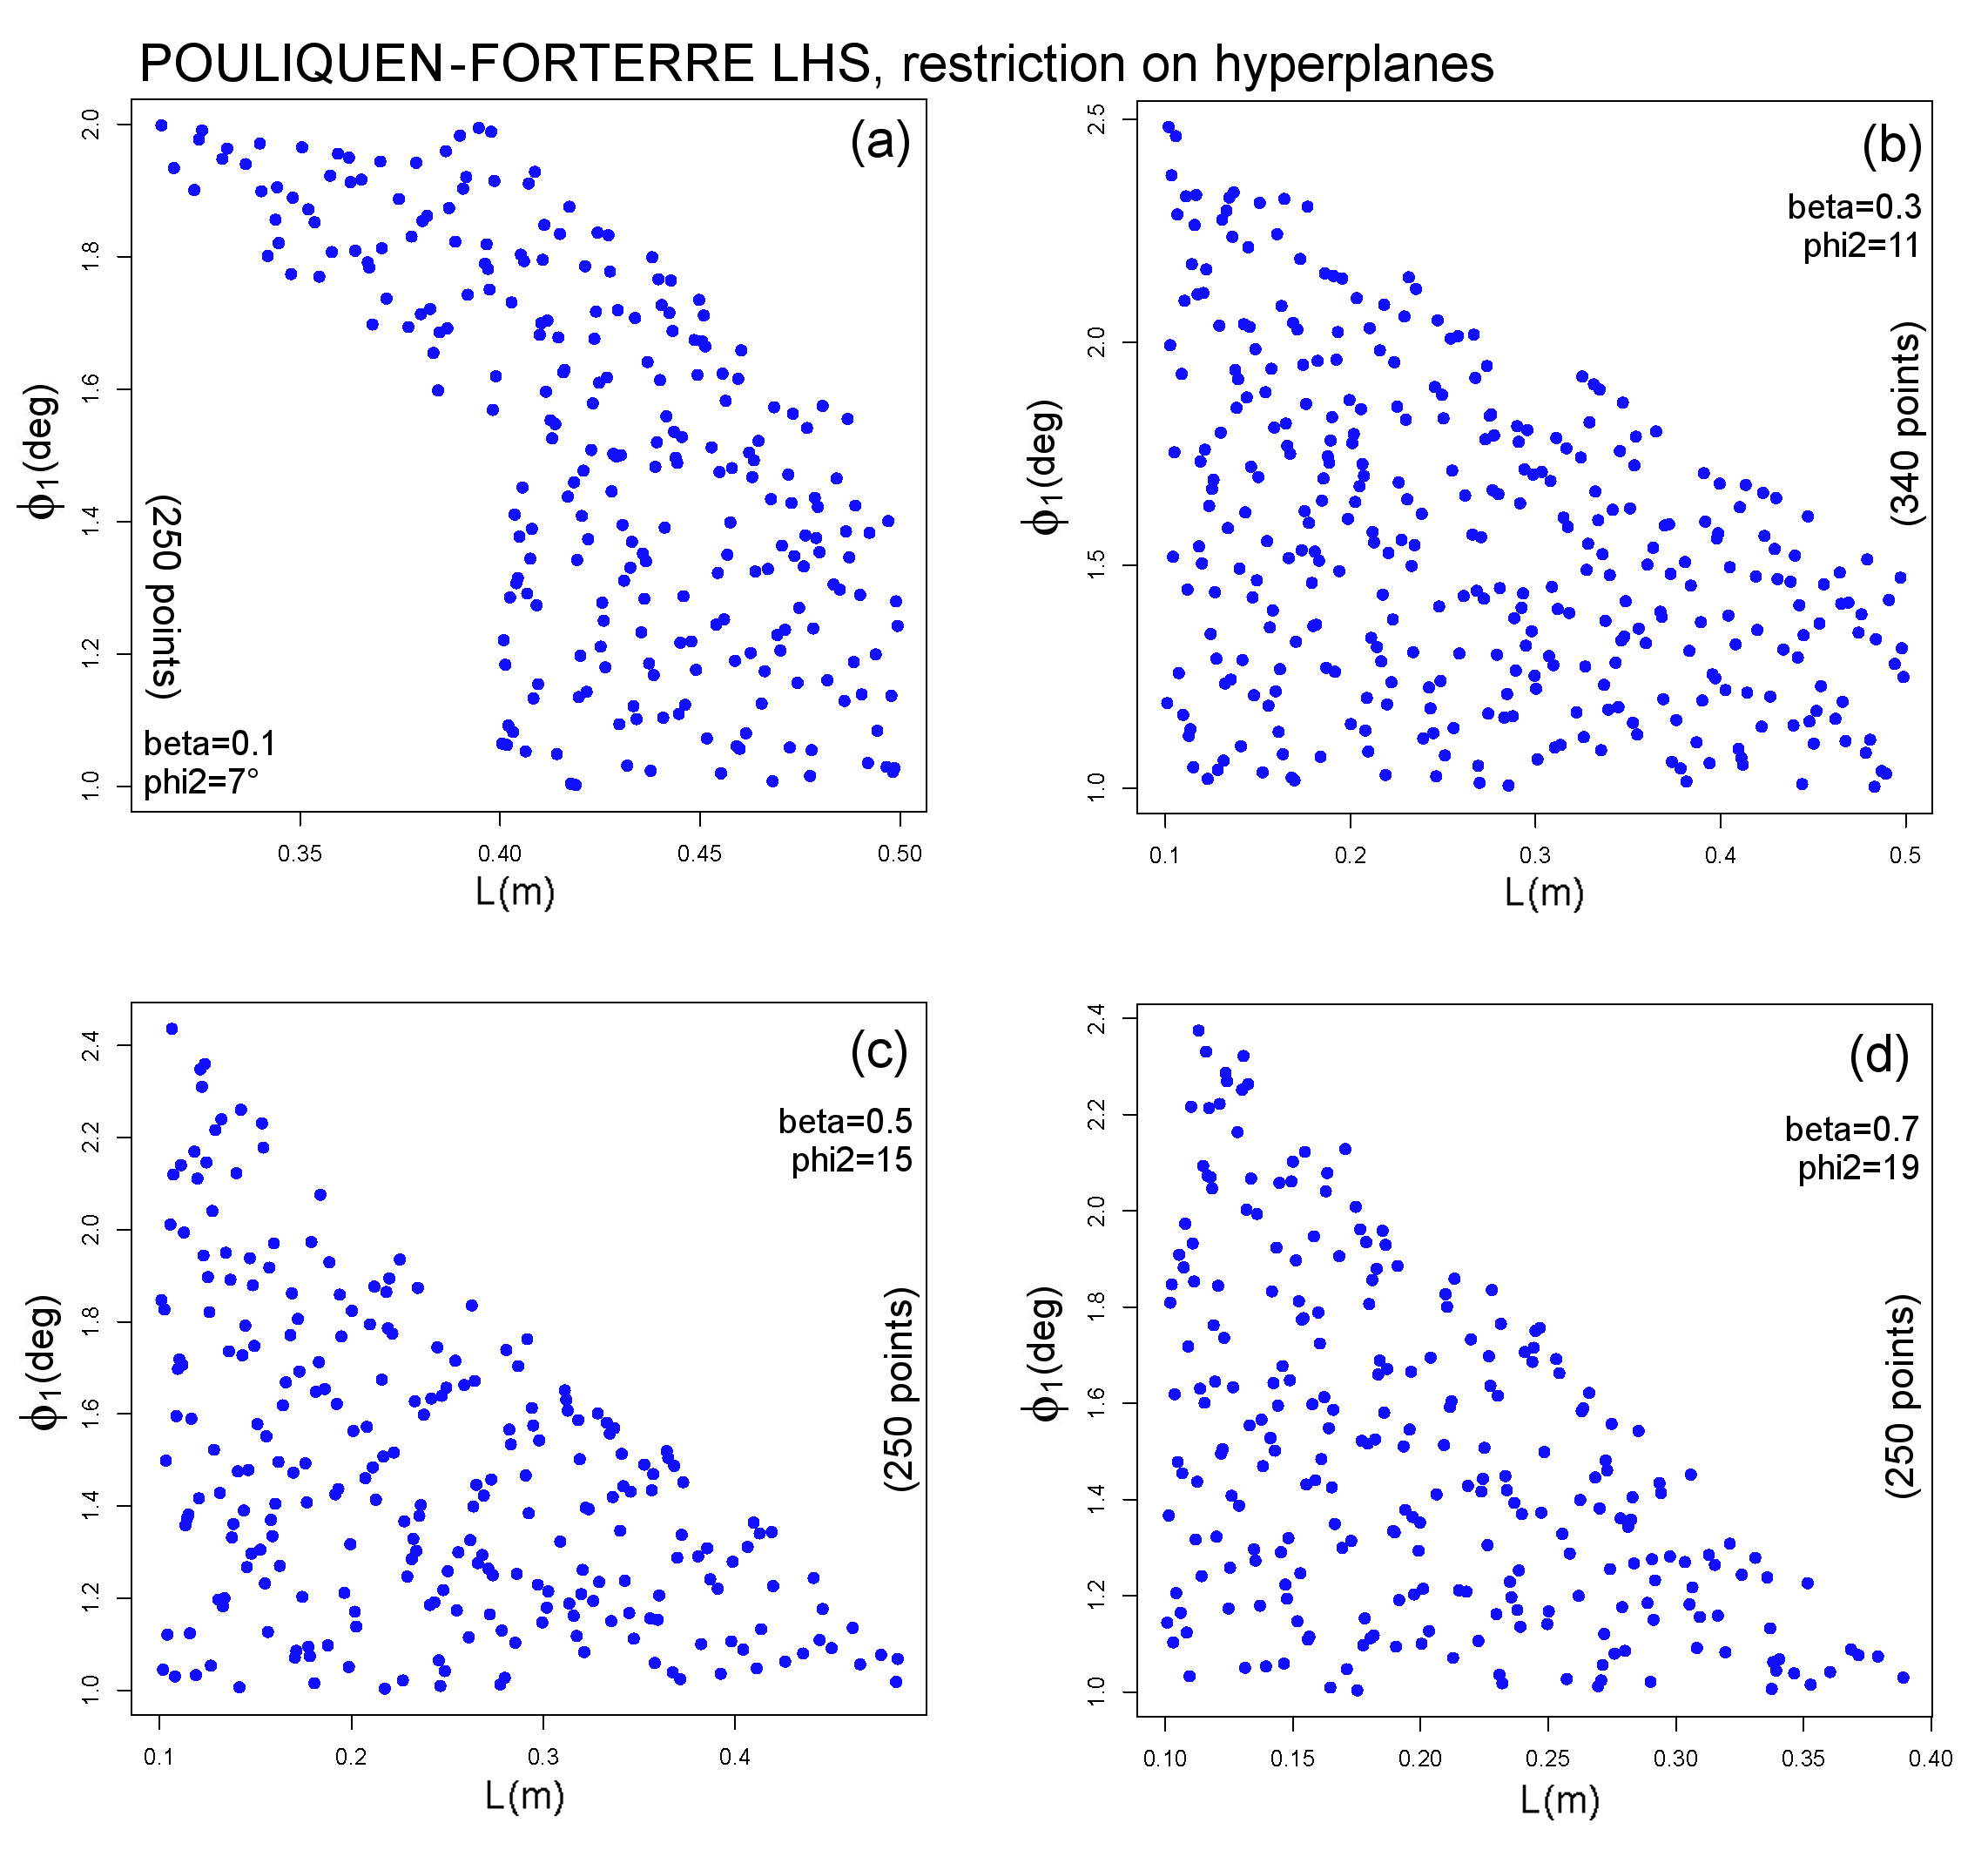 POULIQUEN-FORTERRE LHS, restriction on hyperplanes
(a)
2.0
1.8
1.6
1.4
1.2
1.0
ϕ1(deg)
(250 points)
beta=0.1
phi2=7°
0.35
0.40
0.45
0.50
L(m)
(b)
beta=0.3
phi2=11
(340 points)
2.5
2.0
1.5
1.0
ϕ1(deg)
0.1
0.2
0.3
0.4
0.5
L(m)
(c)
beta=0.5
phi2=15
(250 points)
2.4
2.2
2.0
1.8
1.6
1.4
1.2
1.0
ϕ1(deg)
0.1
0.2
0.3
0.4
L(m)
(d)
beta=0.7
phi2=19
(250 points)
2.4
2.2
2.0
1.8
1.6
1.4
1.2
1.0
ϕ1(deg)
0.10
0.15
0.20
0.25
0.30
0.35
0.40
L(m)